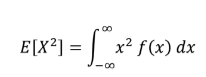 E[X²] = ∫_{-∞}^{∞} x² f(x) dx